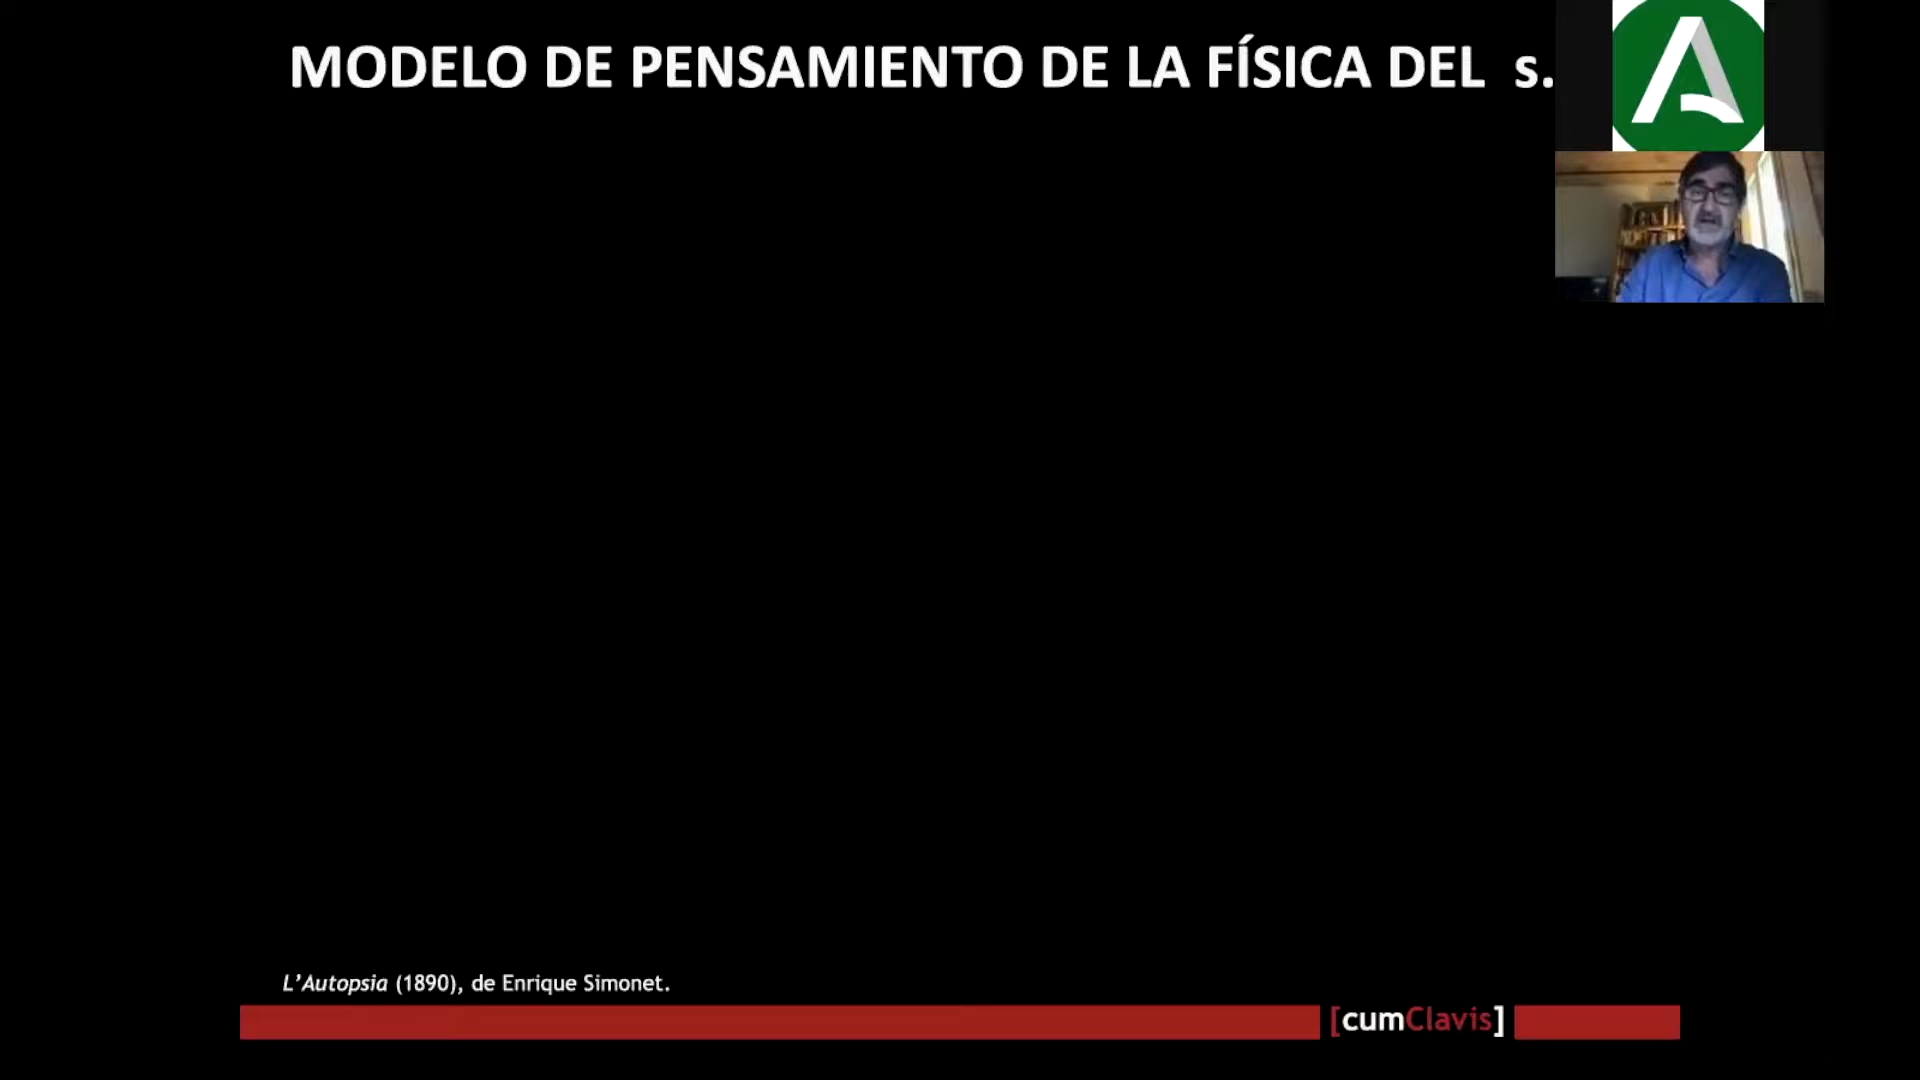 MODELO DE PENSAMIENTO DE LA FÍSICA DEL s.
L’Autopsia (1890), de Enrique Simonet.
[cumClavis]